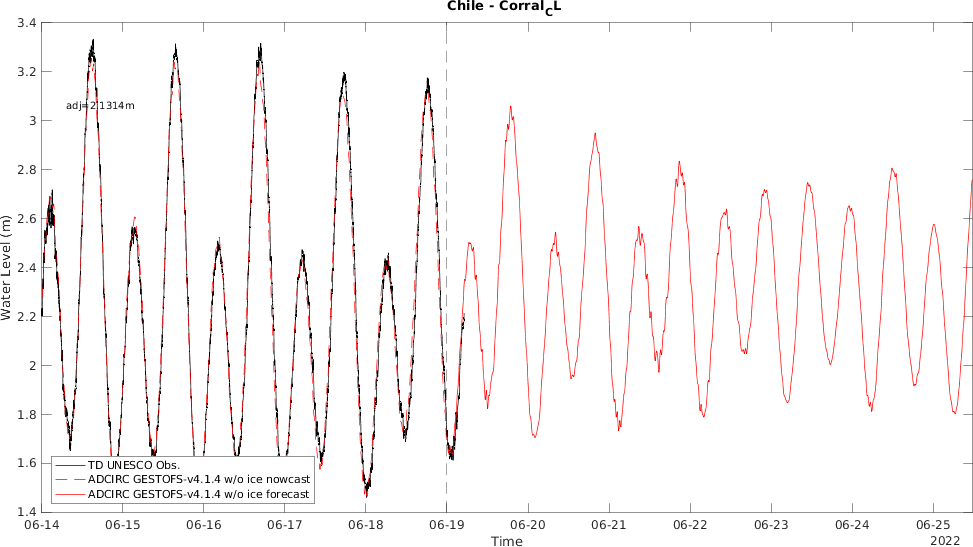 Chile - Corral_CL
3.4
3.2
adj=2.1314m
3
2.8
2.6
2.4
2.2
2
1.8
1.6
1.4
Water Level (m)
TD UNESCO Obs.
ADCIRC GESTOFS-v4.1.4 w/o ice nowcast
ADCIRC GESTOFS-v4.1.4 w/o ice forecast
06-14 06-15 06-16 06-17 06-18 06-19 06-20 06-21 06-22 06-23 06-24 06-25
Time
2022